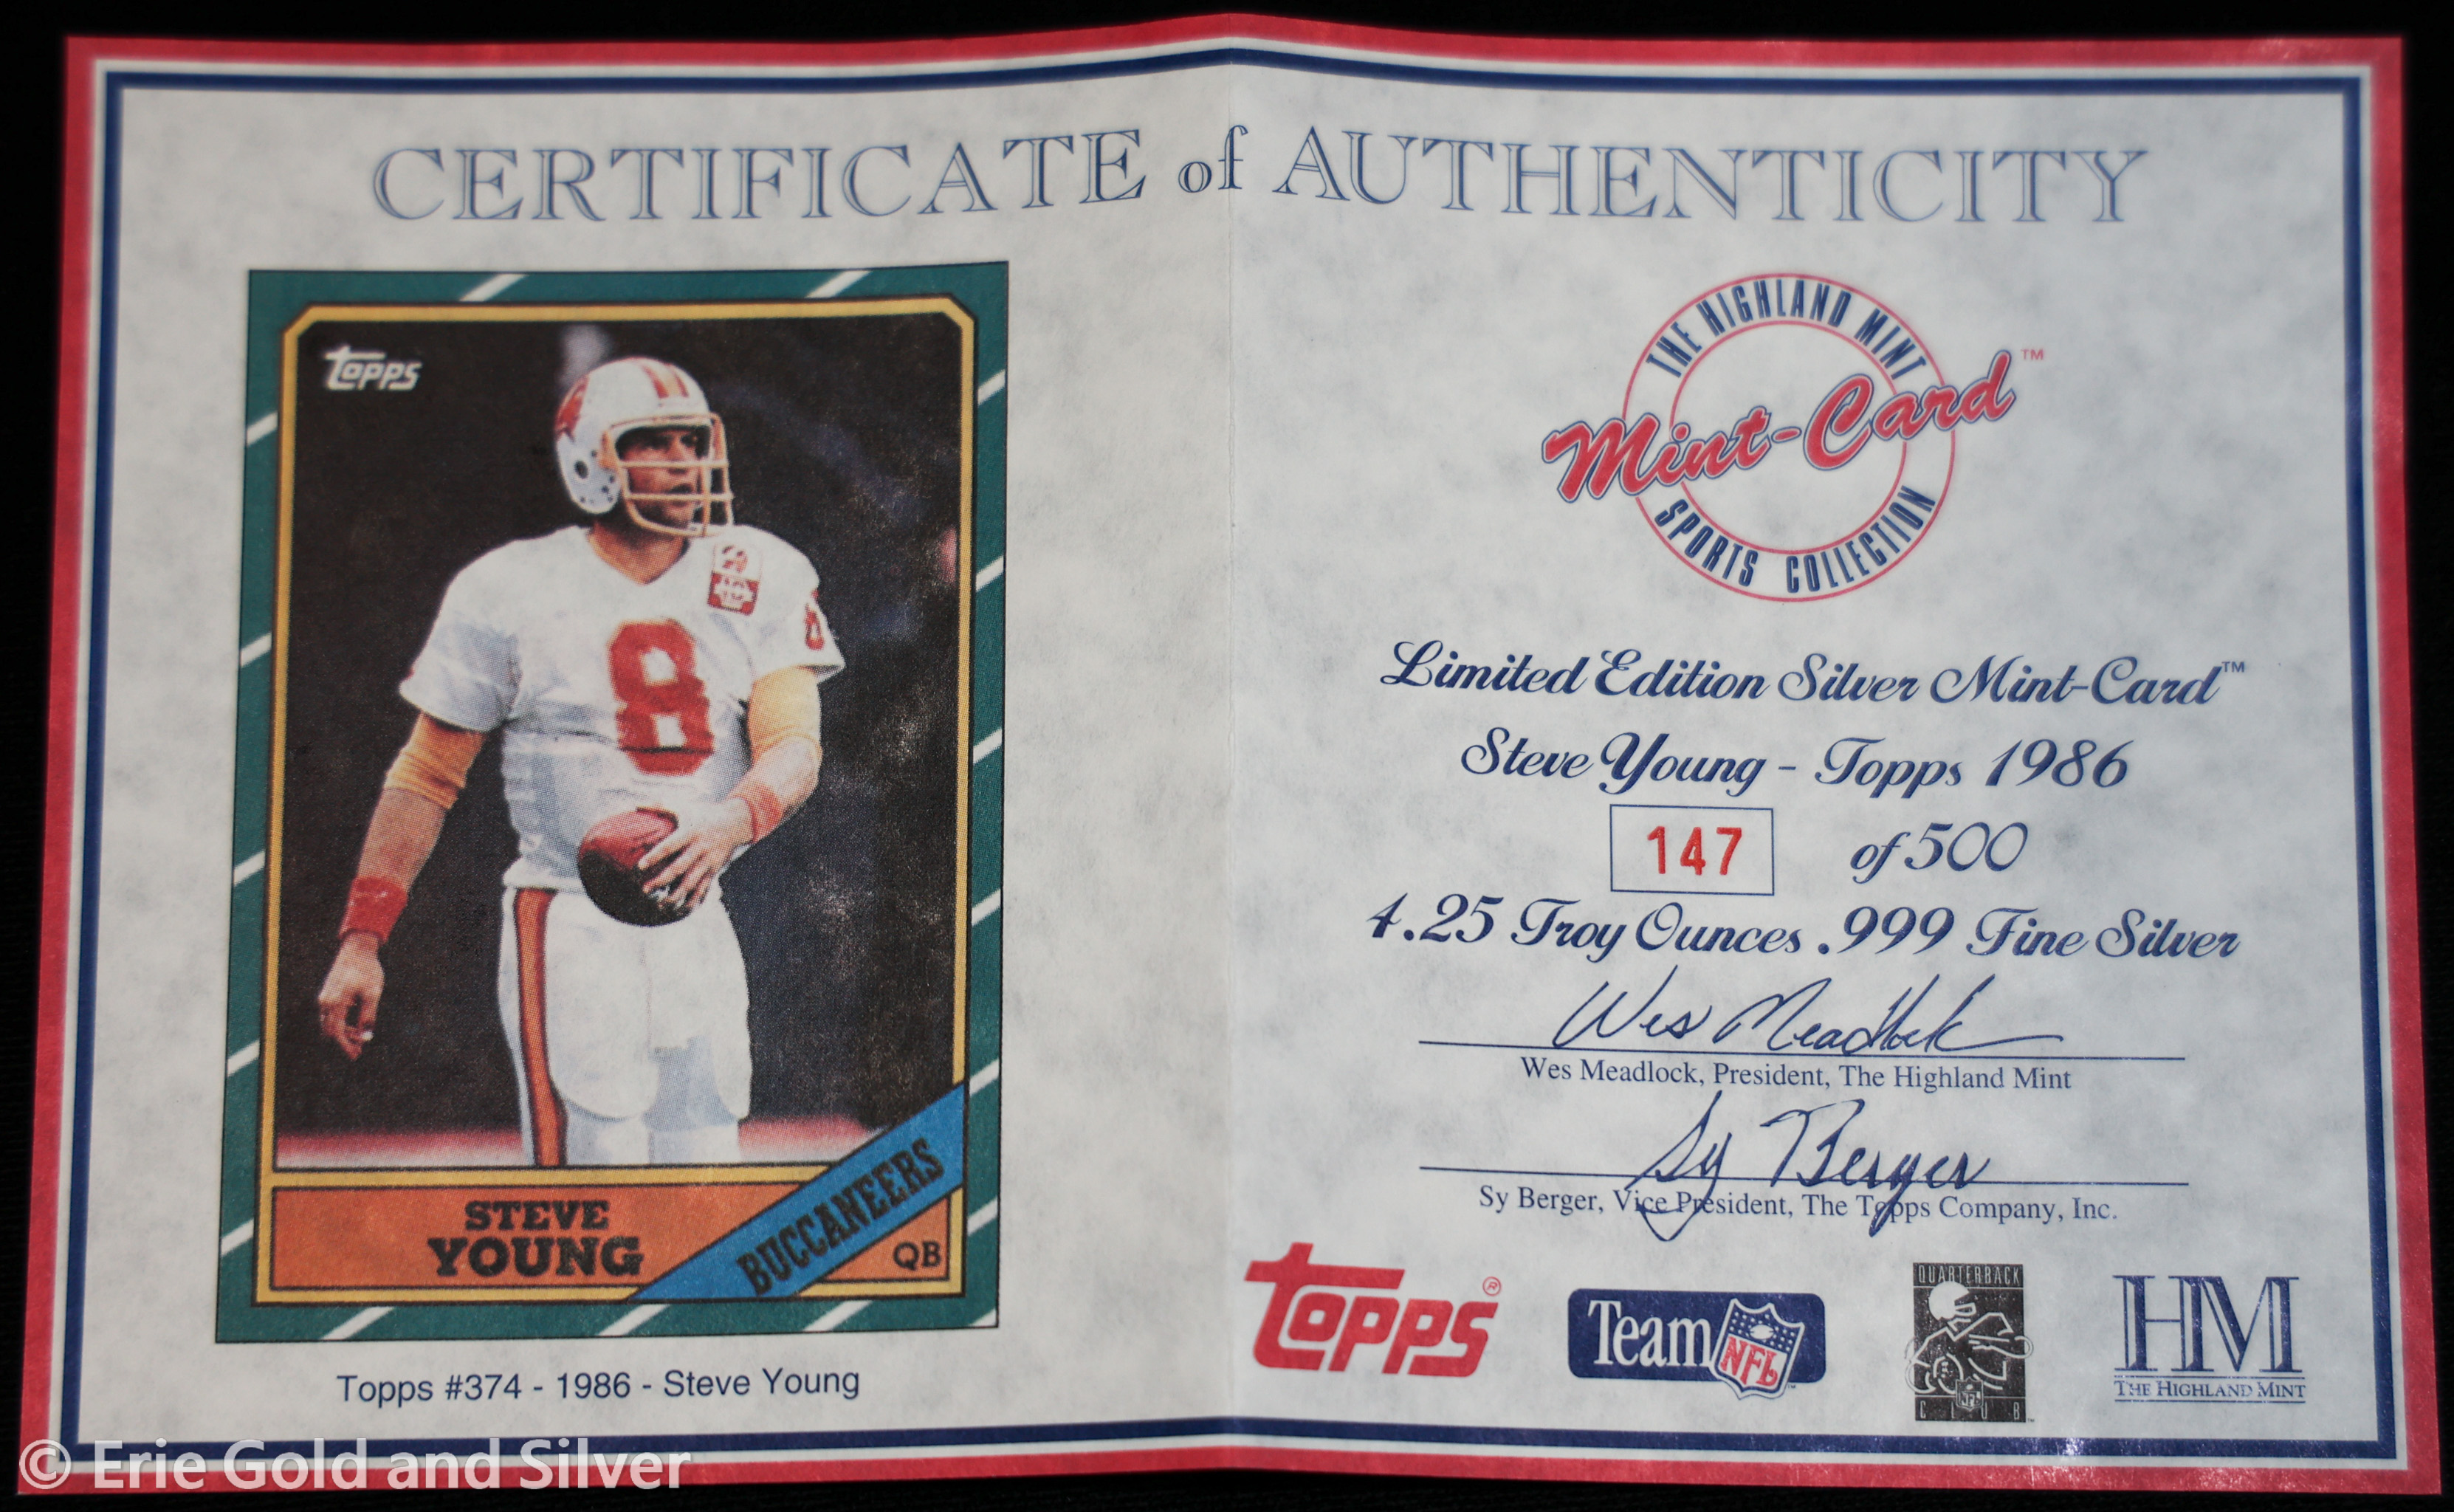 CERTIFICATE of AUTHENTICITY
Topps
8
8
STEVE
YOUNG
BUCCANEERS
QB
Topps #374 - 1986 - Steve Young
THE HIGHLAND MINT
Mint-Card™
SPORTS COLLECTION
Limited Edition Silver Mint-Card™
Steve Young - Topps 1986
147 of 500
4.25 Troy Ounces .999 Fine Silver
Wes Meadlock
Wes Meadlock, President, The Highland Mint
Sy Berger
Sy Berger, Vice President, The Topps Company, Inc.
Topps®
Team NFL
QUARTERBACK
CLUB
HM
THE HIGHLAND MINT
© Erie Gold and Silver